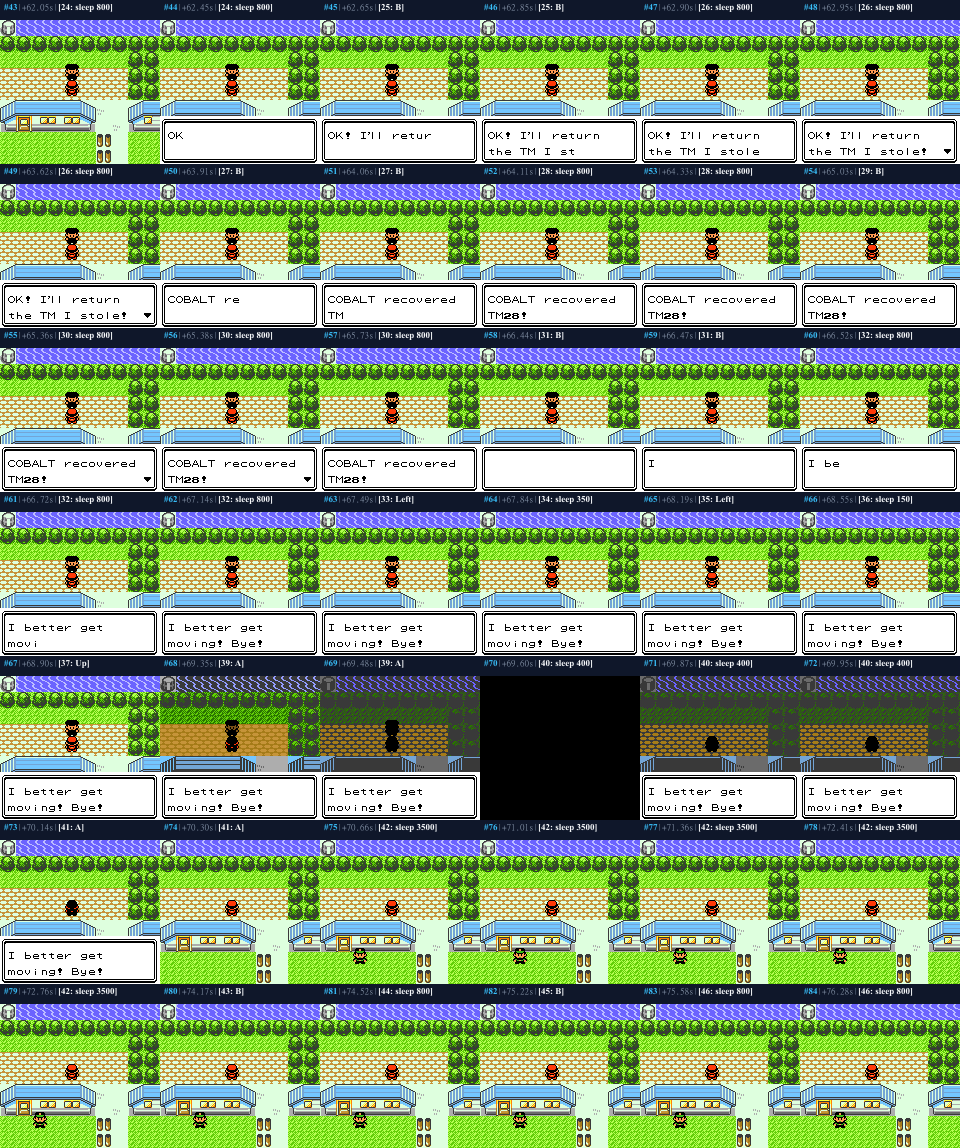 #43|+62.05s| [24: sleep 800]
#44|+62.45s| [24: sleep 800]
#45|+62.65s| [25: B]
#46|+62.85s| [25: B]
#47|+62.90s| [26: sleep 800]
#48|+62.95s| [26: sleep 800]
OK
OK! I'll retur
OK! I'll return
the TM I st
OK! I'll return
the TM I stole
OK! I'll return
the TM I stole!
#49|+63.62s| [26: sleep 800]
#50|+63.91s| [27: B]
#51|+64.06s| [27: B]
#52|+64.11s| [28: sleep 800]
#53|+64.33s| [28: sleep 800]
#54|+65.03s| [29: B]
OK! I'll return
the TM I stole!
COBALT re
COBALT recovered
TM
COBALT recovered
TM28!
COBALT recovered
TM28!
COBALT recovered
TM28!
#55|+65.36s| [30: sleep 800]
#56|+65.38s| [30: sleep 800]
#57|+65.73s| [30: sleep 800]
#58|+66.44s| [31: B]
#59|+66.47s| [31: B]
#60|+66.52s| [32: sleep 800]
COBALT recovered
TM28!
COBALT recovered
TM28!
COBALT recovered
TM28!
I
I be
#61|+66.72s| [32: sleep 800]
#62|+67.14s| [32: sleep 800]
#63|+67.49s| [33: Left]
#64|+67.84s| [34: sleep 350]
#65|+68.19s| [35: Left]
#66|+68.55s| [36: sleep 150]
I better get
movi
I better get
moving! Bye!
I better get
moving! Bye!
I better get
moving! Bye!
I better get
moving! Bye!
I better get
moving! Bye!
#67|+68.90s| [37: Up]
#68|+69.35s| [39: A]
#69|+69.48s| [39: A]
#70|+69.60s| [40: sleep 400]
#71|+69.87s| [40: sleep 400]
#72|+69.95s| [40: sleep 400]
I better get
moving! Bye!
I better get
moving! Bye!
I better get
moving! Bye!
I better get
moving! Bye!
I better get
moving! Bye!
#73|+70.14s| [41: A]
#74|+70.30s| [41: A]
#75|+70.66s| [42: sleep 3500]
#76|+71.01s| [42: sleep 3500]
#77|+71.36s| [42: sleep 3500]
#78|+72.41s| [42: sleep 3500]
I better get
moving! Bye!
#79|+72.76s| [42: sleep 3500]
#80|+74.17s| [43: B]
#81|+74.52s| [44: sleep 800]
#82|+75.22s| [45: B]
#83|+75.58s| [46: sleep 800]
#84|+76.28s| [46: sleep 800]